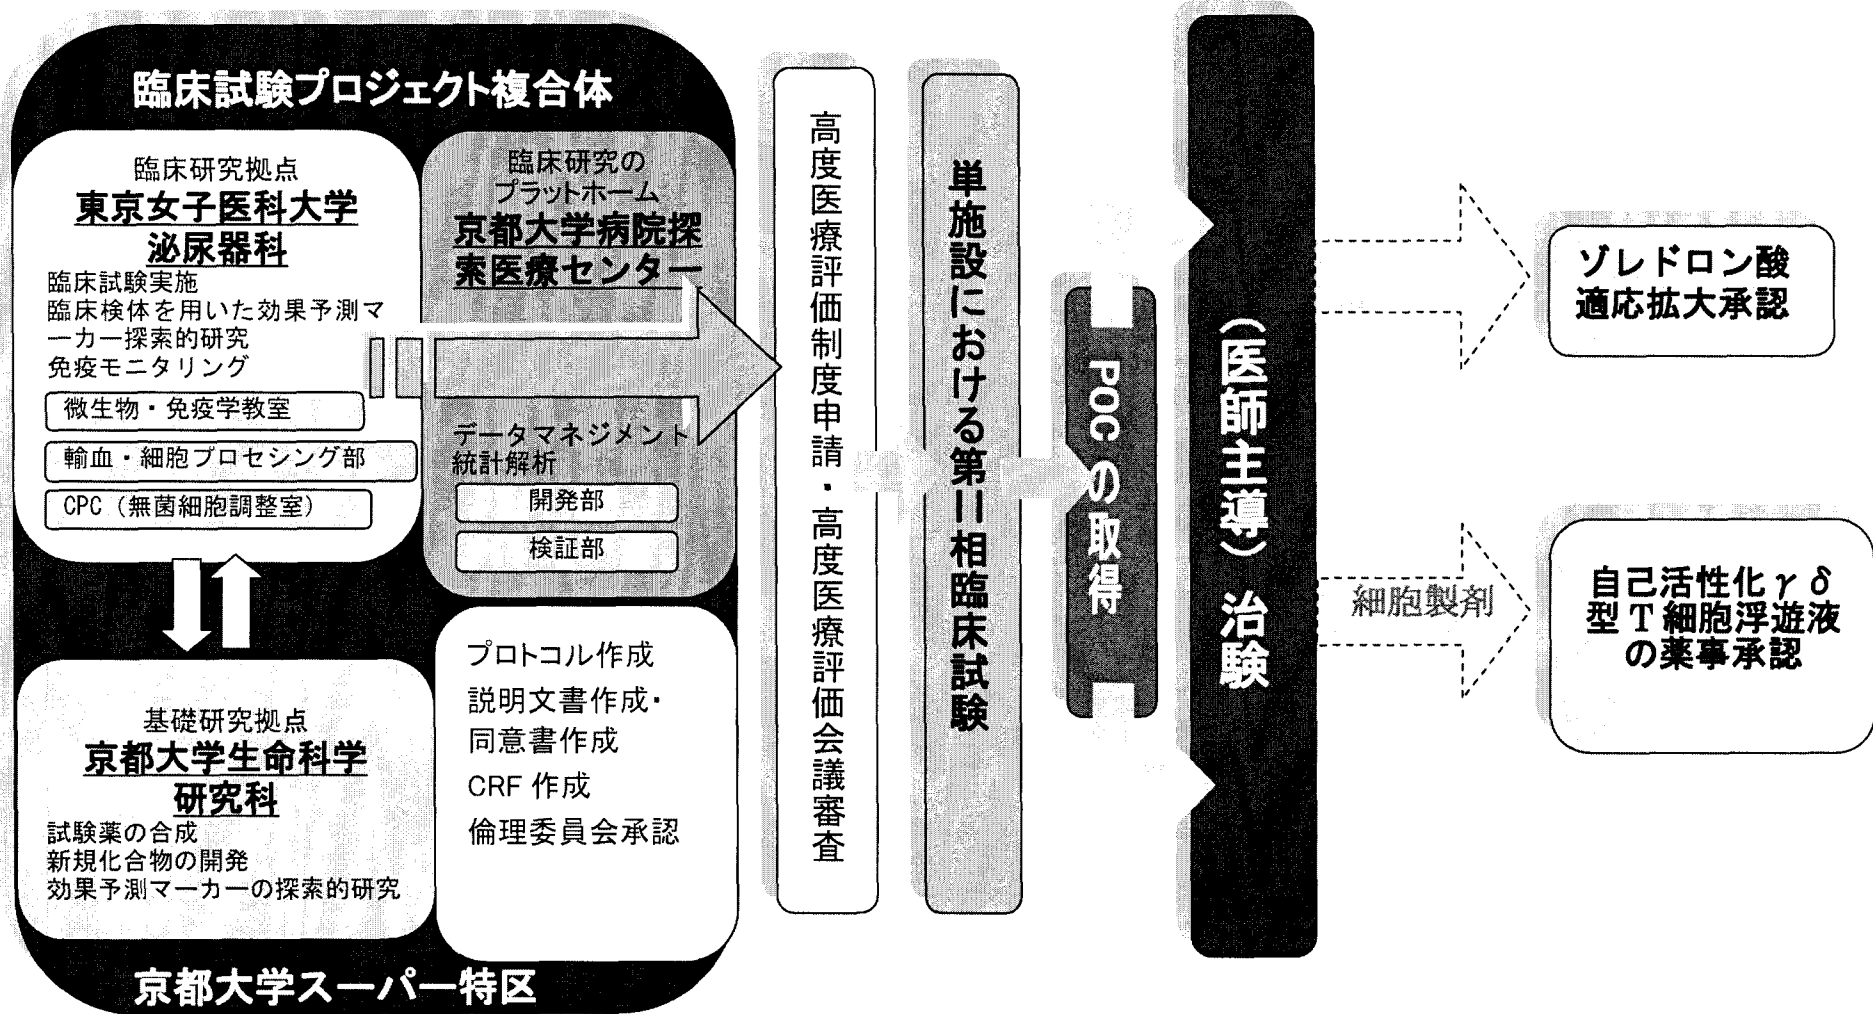 臨床試験プロジェクト複合体
臨床研究拠点
東京女子医科大学
泌尿器科
臨床試験実施
臨床検体を用いた効果予測マ
ーカー探索的研究
免疫モニタリング
微生物・免疫学教室
輸血・細胞プロセシング部
CPC（無菌細胞調整室）
臨床研究の
プラットホーム
京都大学病院探
索医療センター
データマネジメント
統計解析
開発部
検証部
基礎研究拠点
京都大学生命科学
研究科
試験薬の合成
新規化合物の開発
効果予測マーカーの探索的研究
プロトコル作成
説明文書作成・
同意書作成
CRF 作成
倫理委員会承認
京都大学スーパー特区
高度医療評価制度申請・高度医療評価会議審査
単施設における第II相臨床試験
POC の取得
（医師主導）治験
ゾレドロン酸
適応拡大承認
細胞製剤
自己活性化γδ
型T細胞浮遊液
の薬事承認